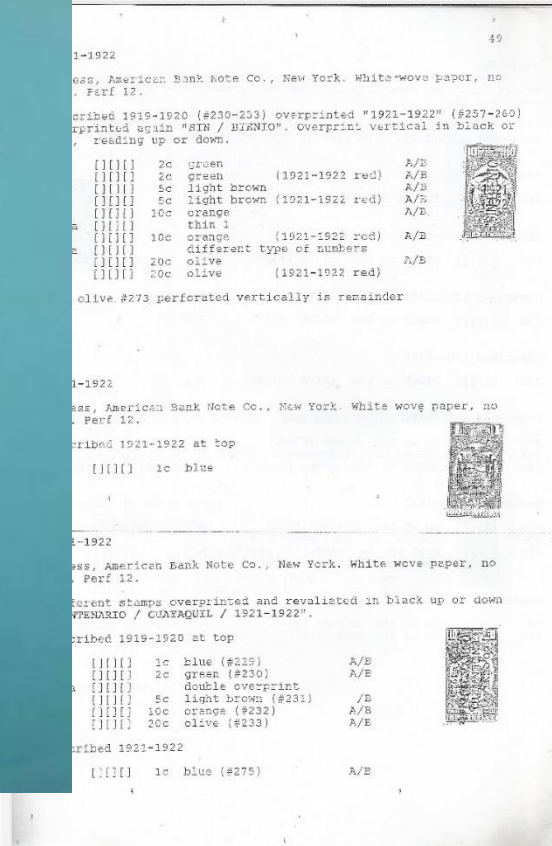 49
1-1922
ess, American Bank Note Co., New York. White wove paper, no
. Perf 12.
cribed 1919-1920 (#230-233) overprinted "1921-1922" (#257-260)
rprinted again "SIN / BIENIO". Overprint vertical in black or
, reading up or down.
[][][] 2c green A/B
[][][] 2c green (1921-1922 red) A/B
[][][] 5c light brown A/B
[][][] 5c light brown (1921-1922 red) A/B
[][][] 10c orange A/B
a [][][] thin 1
[][][] 10c orange (1921-1922 red) A/B
a [][][] different type of numbers
[][][] 20c olive A/B
[][][] 20c olive (1921-1922 red)
olive #273 perforated vertically is remainder
1-1922
ess, American Bank Note Co., New York. White wove paper, no
. Perf 12.
cribed 1921-1922 at top
[][][] 1c blue
1-1922
ess, American Bank Note Co., New York. White wove paper, no
. Perf 12.
ferent stamps overprinted and revaliated in black up or down
NTENARIO / GUAYAQUIL / 1921-1922".
cribed 1919-1920 at top
[][][] 1c blue (#229) A/B
[][][] 2c green (#230) A/B
a [][][] double overprint
[][][] 5c light brown (#231) /B
[][][] 10c orange (#232) A/B
[][][] 20c olive (#233) A/B
cribed 1921-1922
[][][] 1c blue (#275) A/B